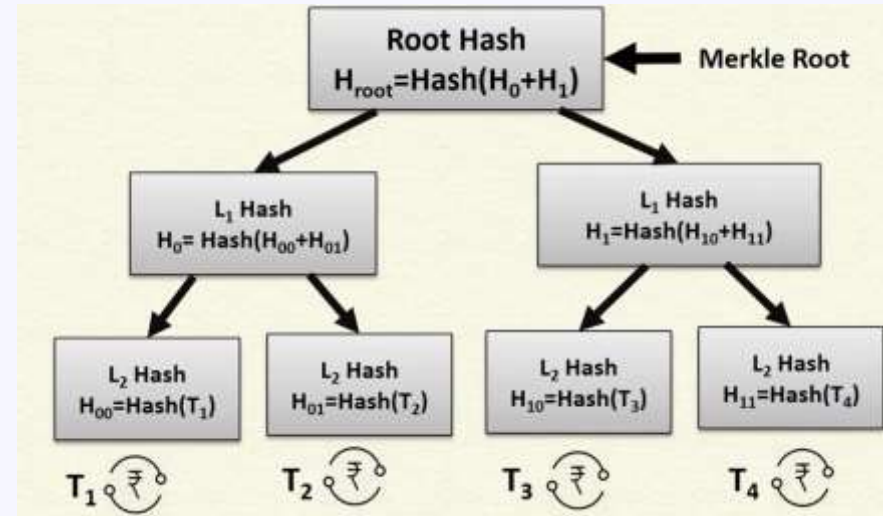 Root Hash
H_root=Hash(H₀+H₁)
Merkle Root
L₁ Hash
H₀= Hash(H₀₀+H₀₁)
L₁ Hash
H₁=Hash(H₁₀+H₁₁)
L₂ Hash
H₀₀=Hash(T₁)
L₂ Hash
H₀₁=Hash(T₂)
L₂ Hash
H₁₀=Hash(T₃)
L₂ Hash
H₁₁=Hash(T₄)
T₁ ₹
T₂ ₹
T₃ ₹
T₄ ₹